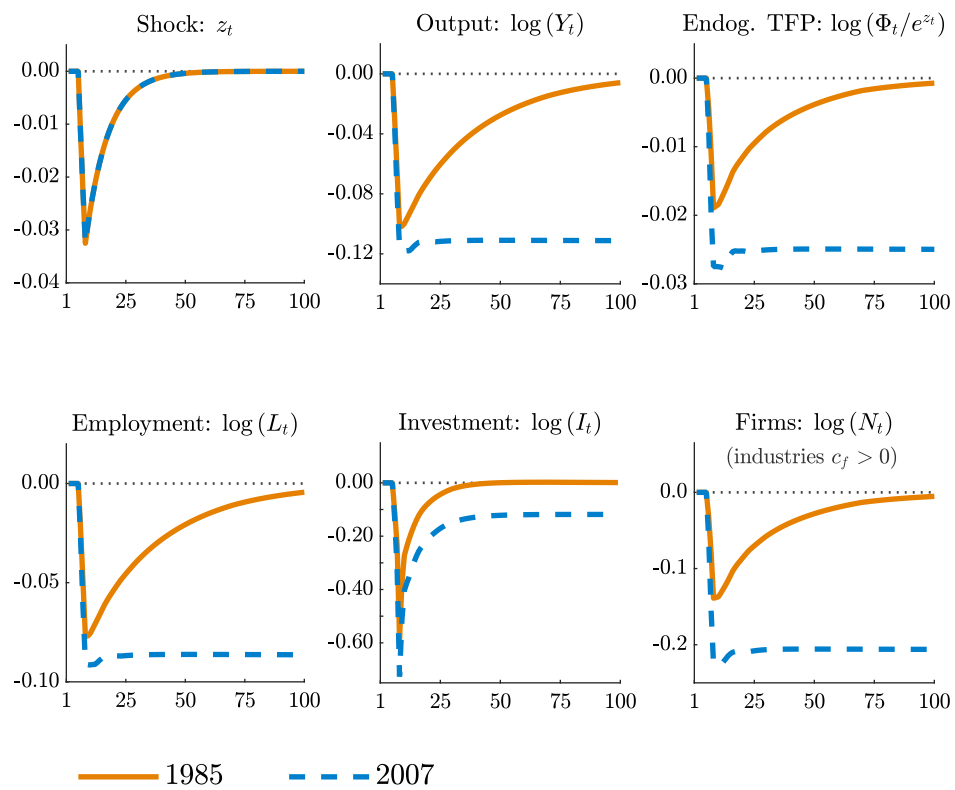 Shock: z_t
0.00
-0.01
-0.02
-0.03
-0.04
1 25 50 75 100
Output: log (Y_t)
0.00
-0.04
-0.08
-0.12
1 25 50 75 100
Endog. TFP: log (Φ_t/e^{z_t})
0.00
-0.01
-0.02
-0.03
1 25 50 75 100
Employment: log (L_t)
0.00
-0.05
-0.10
1 25 50 75 100
Investment: log (I_t)
0.00
-0.20
-0.40
-0.60
1 25 50 75 100
Firms: log (N_t)
(industries c_f > 0)
0.0
-0.1
-0.2
1 25 50 75 100
1985 2007